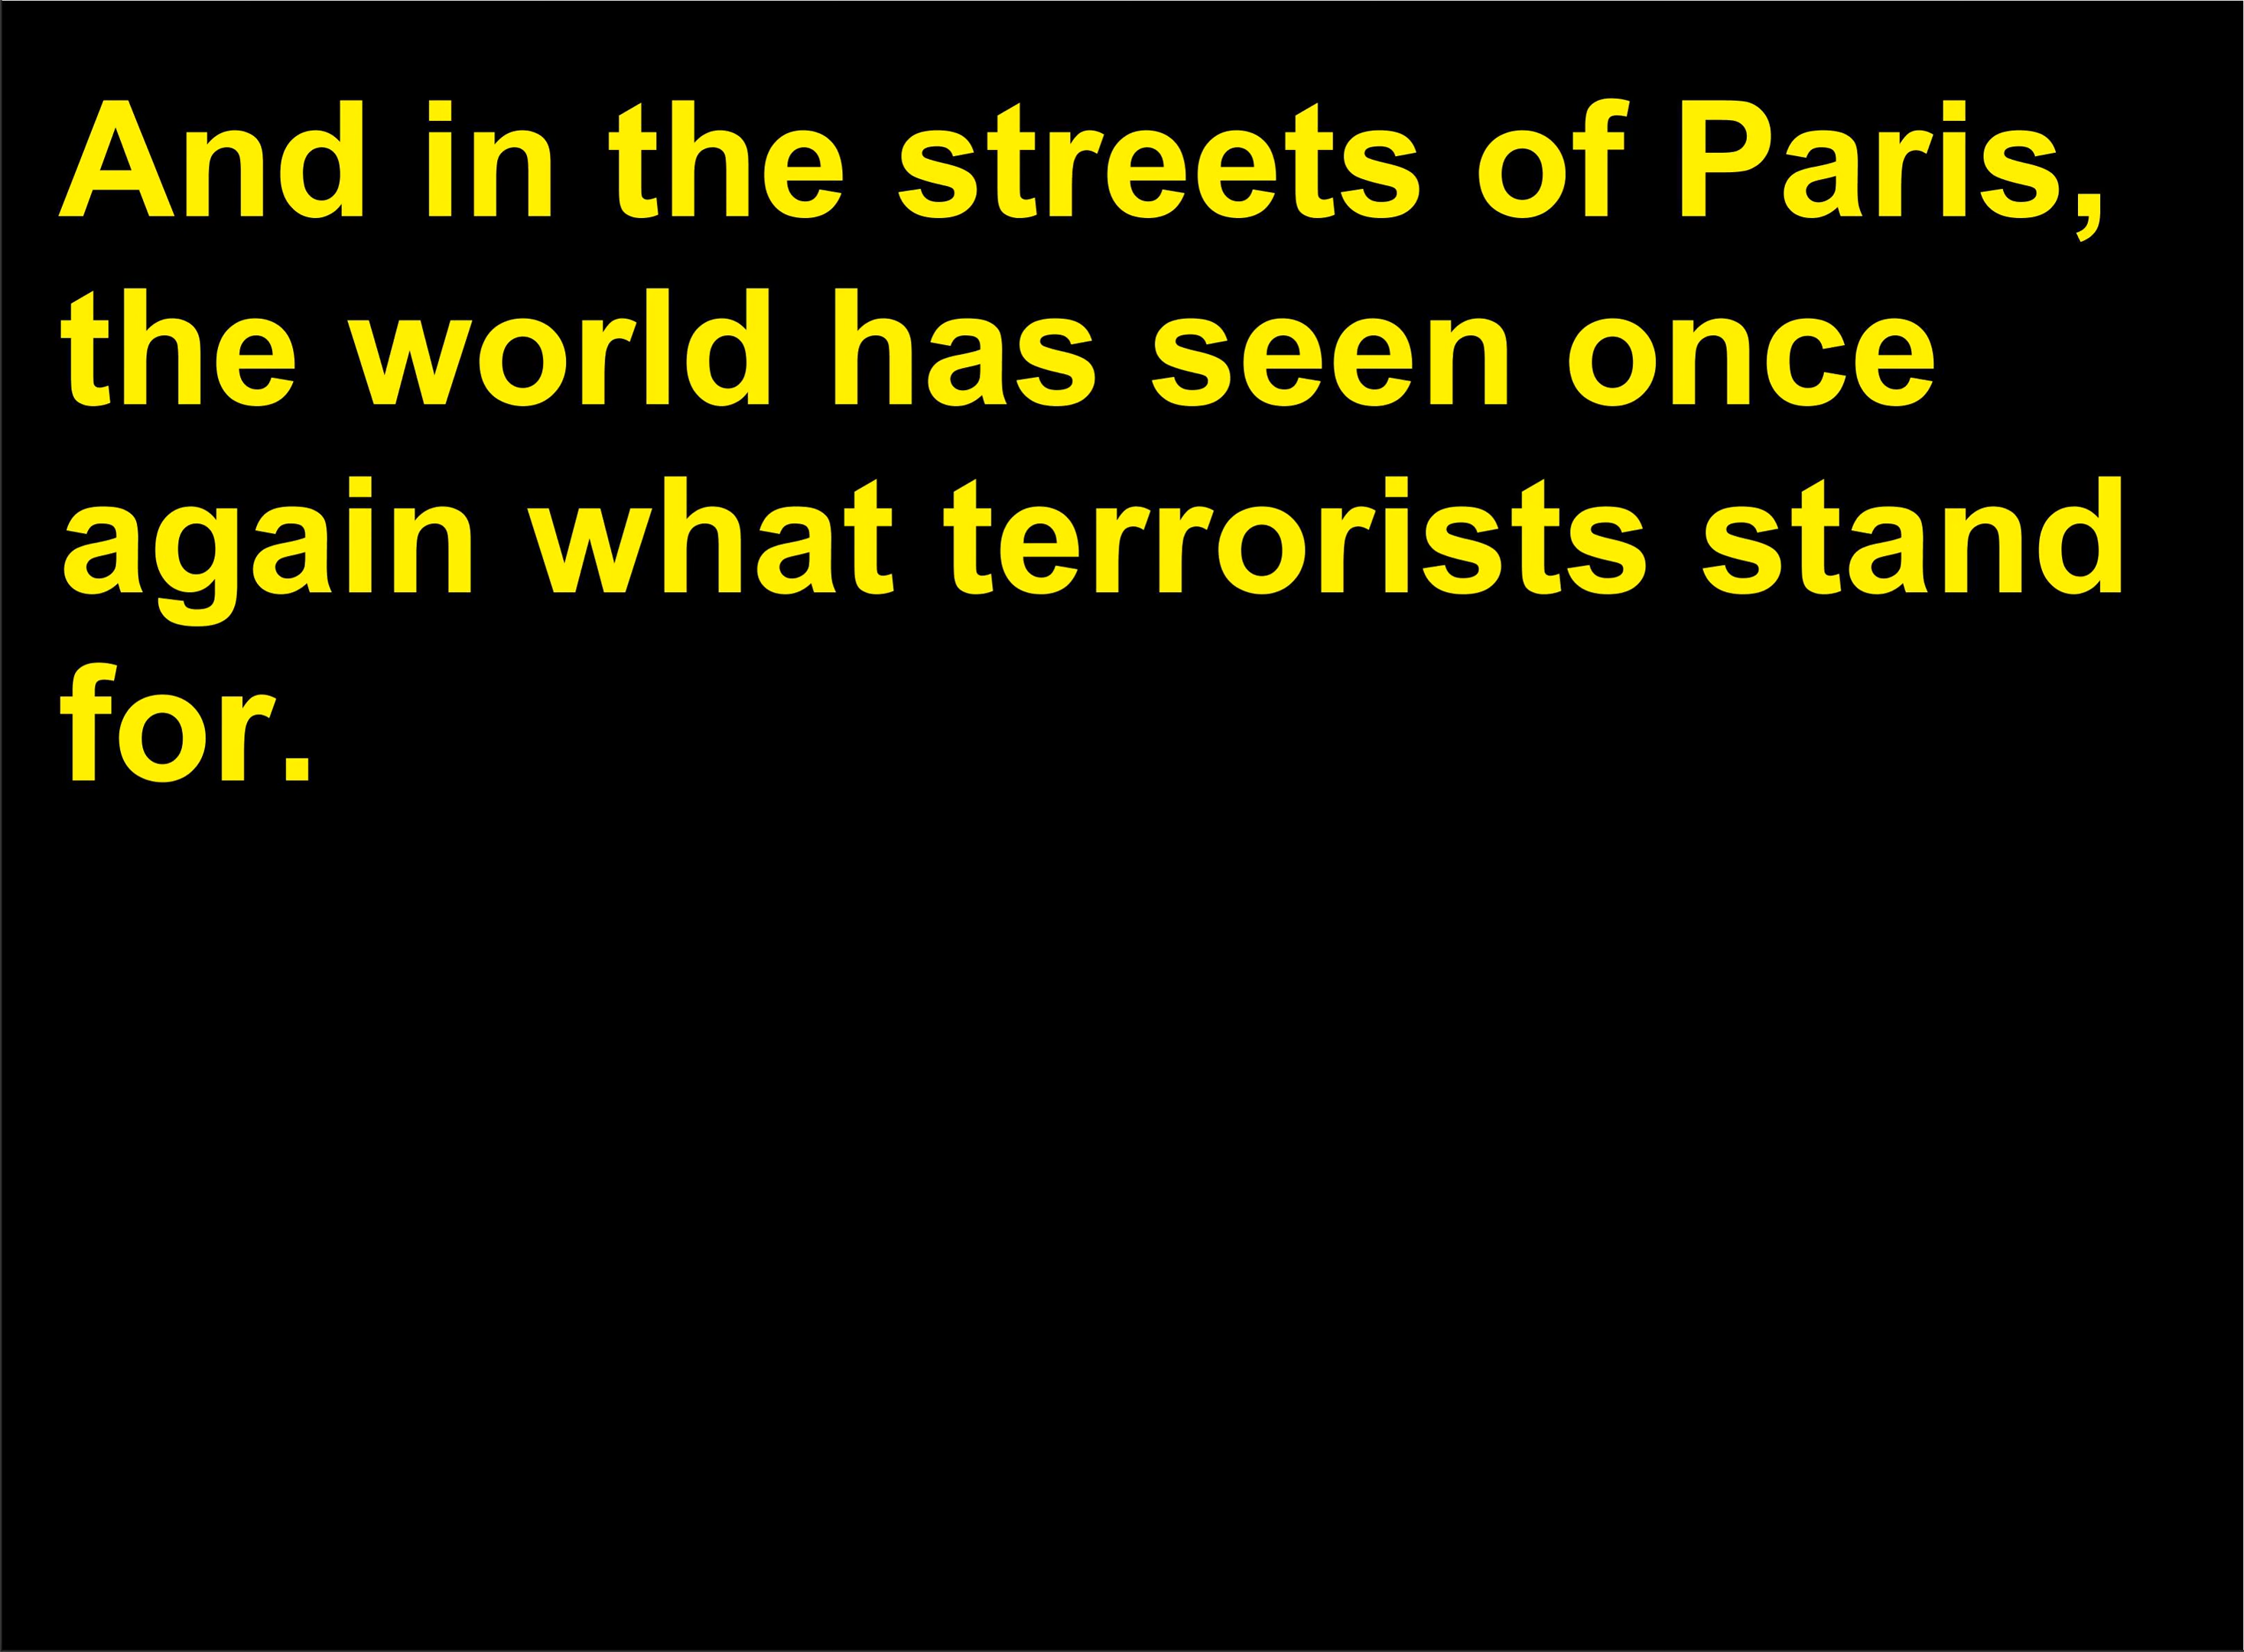 And in the streets of Paris,
the world has seen once
again what terrorists stand
for.